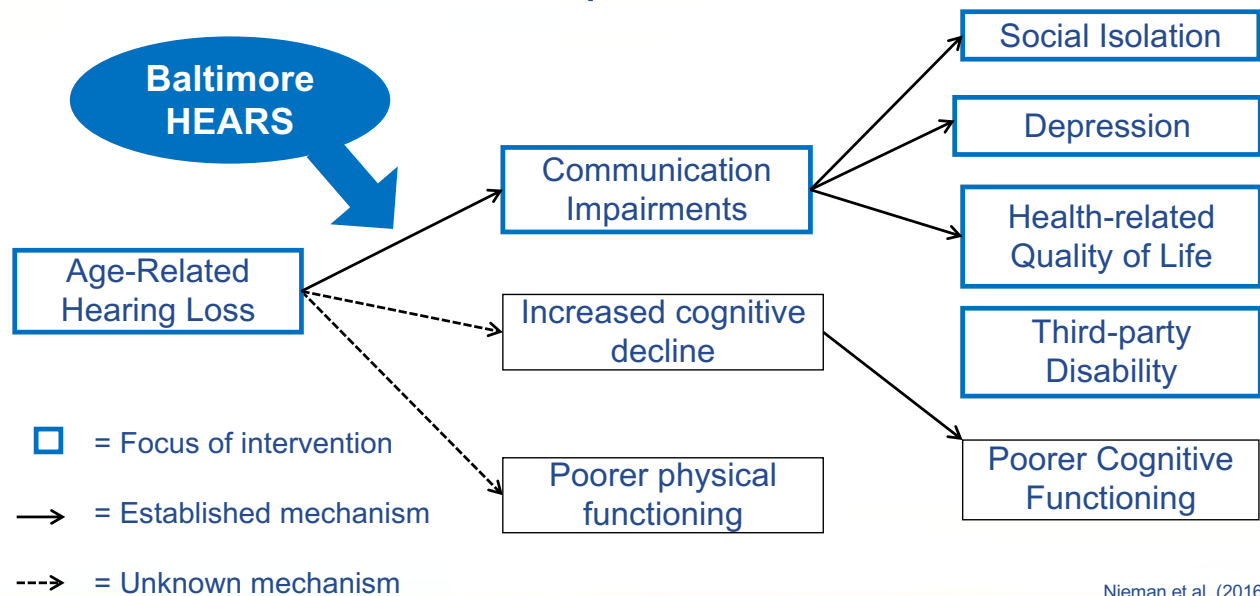 Baltimore
HEARS
Social Isolation
Depression
Communication
Impairments
Health-related
Quality of Life
Age-Related
Hearing Loss
Increased cognitive
decline
Third-party
Disability
= Focus of intervention
Poorer physical
functioning
Poorer Cognitive
Functioning
= Established mechanism
= Unknown mechanism
Nieman et al. (2016